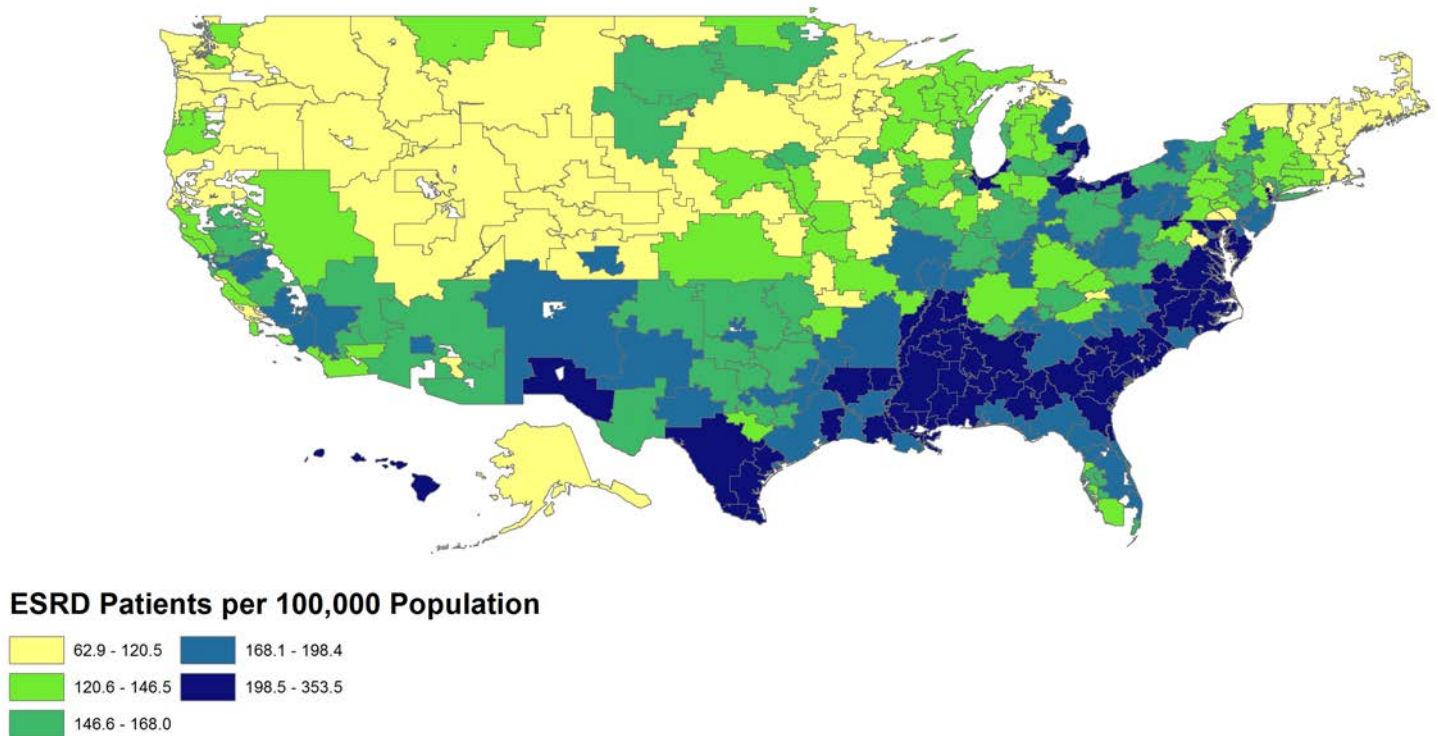 ESRD Patients per 100,000 Population
62.9 - 120.5
168.1 - 198.4
120.6 - 146.5
198.5 - 353.5
146.6 - 168.0